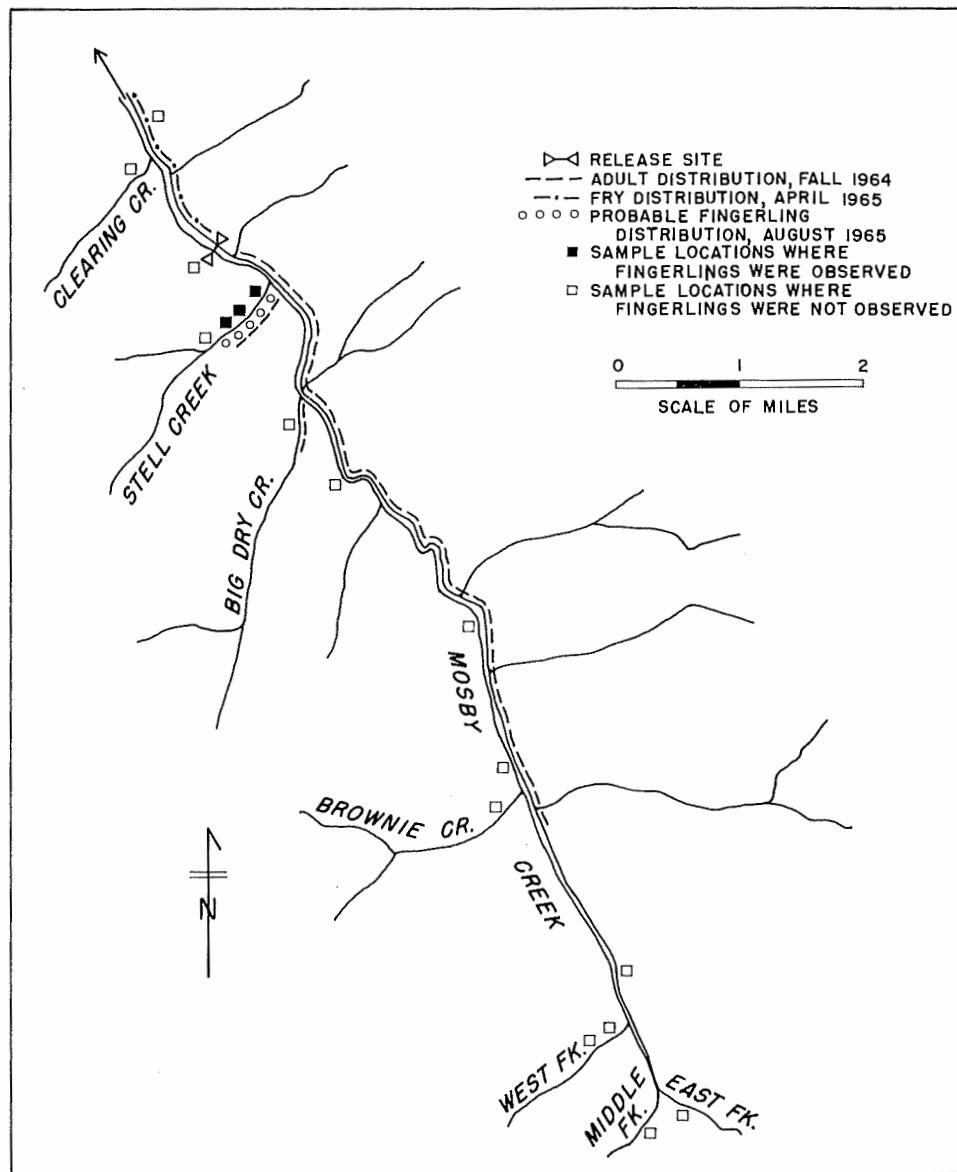 RELEASE SITE
ADULT DISTRIBUTION, FALL 1964
FRY DISTRIBUTION, APRIL 1965
PROBABLE FINGERLING
DISTRIBUTION, AUGUST 1965
SAMPLE LOCATIONS WHERE
FINGERLINGS WERE OBSERVED
SAMPLE LOCATIONS WHERE
FINGERLINGS WERE NOT OBSERVED
0 1 2
SCALE OF MILES
CLEARING CR.
STELL CREEK
BIG DRY CR.
MOSBY
CREEK
BROWNIE CR.
N
WEST FK.
MIDDLE
FK.
EAST FK.